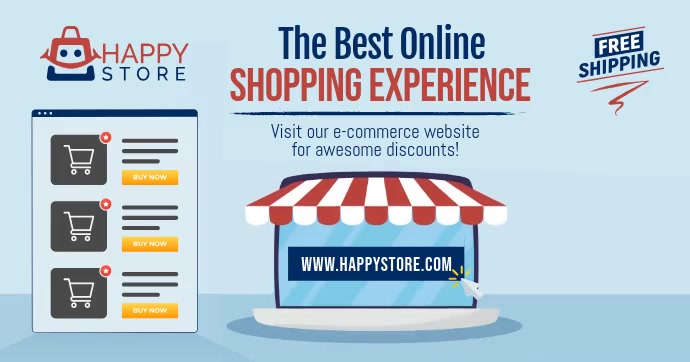 HAPPY
STORE
The Best Online
SHOPPING EXPERIENCE
FREE
SHIPPING
Visit our e-commerce website
for awesome discounts!
BUY NOW
BUY NOW
BUY NOW
WWW.HAPPYSTORE.COM